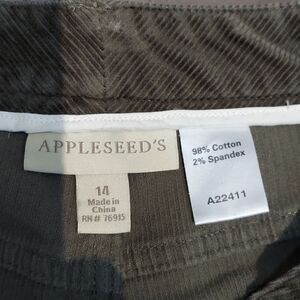 APPLESEED'S
14
Made in
China
RN# 76915
98% Cotton
2% Spandex
A22411